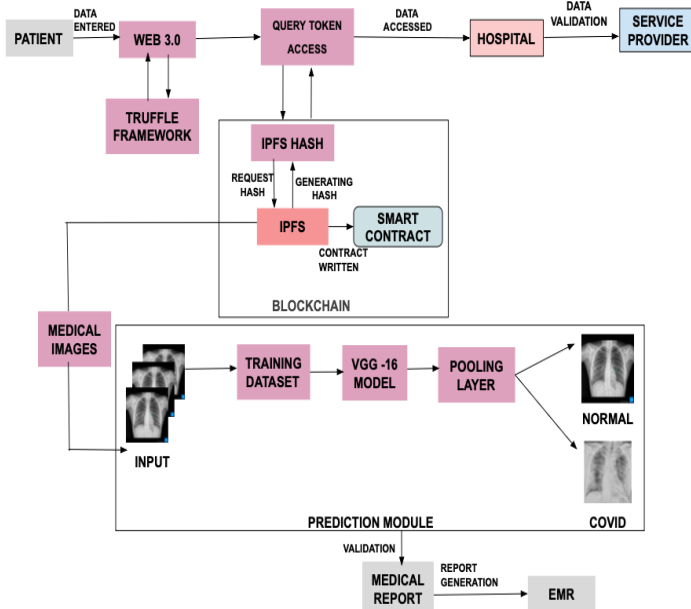 DATA
ENTERED
DATA
ACCESSED
DATA
VALIDATION
PATIENT
WEB 3.0
QUERY TOKEN
ACCESS
HOSPITAL
SERVICE
PROVIDER
TRUFFLE
FRAMEWORK
IPFS HASH
REQUEST
HASH
GENERATING
HASH
IPFS
SMART
CONTRACT
CONTRACT
WRITTEN
BLOCKCHAIN
MEDICAL
IMAGES
TRAINING
DATASET
VGG -16
MODEL
POOLING
LAYER
NORMAL
INPUT
COVID
PREDICTION MODULE
VALIDATION
MEDICAL
REPORT
REPORT
GENERATION
EMR